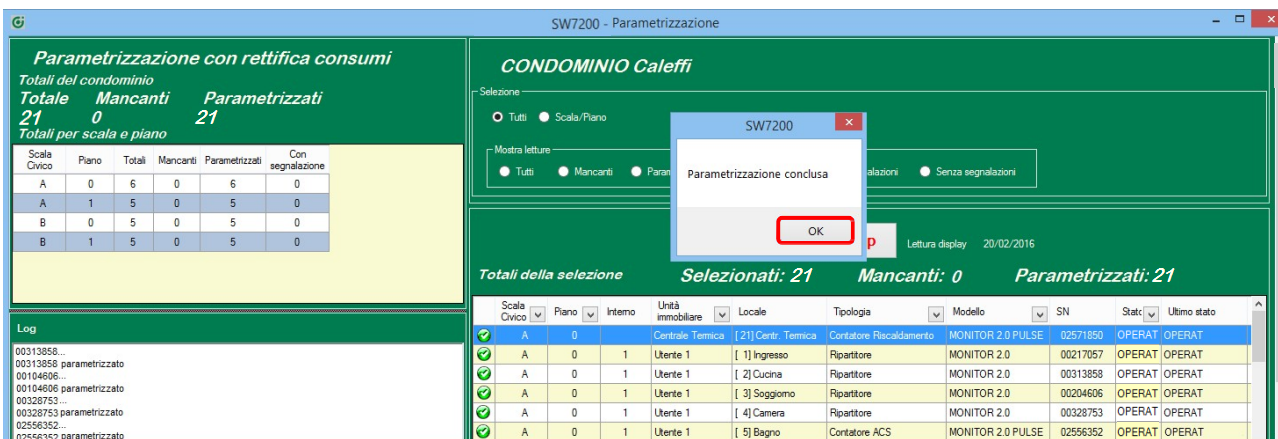 SW7200 - Parametrizzazione
Parametrizzazione con rettifica consumi
Totali del condominio
Totale Mancanti Parametrizzati
21 0 21
Totali per scala e piano
Scala Civico Piano Totali Mancanti Parametrizzati Con segnalazione
A 0 6 0 6 0
A 1 5 0 5 0
B 0 5 0 5 0
B 1 5 0 5 0
Log
00313858...
00313858 parametrizzato
00104606...
00104606 parametrizzato
00328753...
00328753 parametrizzato
02556352...
02556352 parametrizzato
CONDOMINIO Caleffi
Selezione
Tutti Scala/Piano
Mostra letture
Tutti Mancanti Senza segnalazioni
SW7200
Parametrizzazione conclusa
OK
Lettura display 20/02/2016
Totali della selezione Selezionati: 21 Mancanti: 0 Parametrizzati: 21
Scala Civico Piano Interno Unità immobiliare Locale Tipologia Modello SN Ultimo stato
A 0 Centrale Termica [ 21] Centr. Termica Contatore Riscaldamento MONITOR 2.0 PULSE 02571850 OPERAT OPERAT
A 0 1 Utente 1 [ 1] Ingresso Ripartitore MONITOR 2.0 00217057 OPERAT OPERAT
A 0 1 Utente 1 [ 2] Cucina Ripartitore MONITOR 2.0 00313858 OPERAT OPERAT
A 0 1 Utente 1 [ 3] Soggiorno Ripartitore MONITOR 2.0 00204606 OPERAT OPERAT
A 0 1 Utente 1 [ 4] Camera Ripartitore MONITOR 2.0 00328753 OPERAT OPERAT
A 0 1 Utente 1 [ 5] Bagno Contatore ACS MONITOR 2.0 PULSE 02556352 OPERAT OPERAT